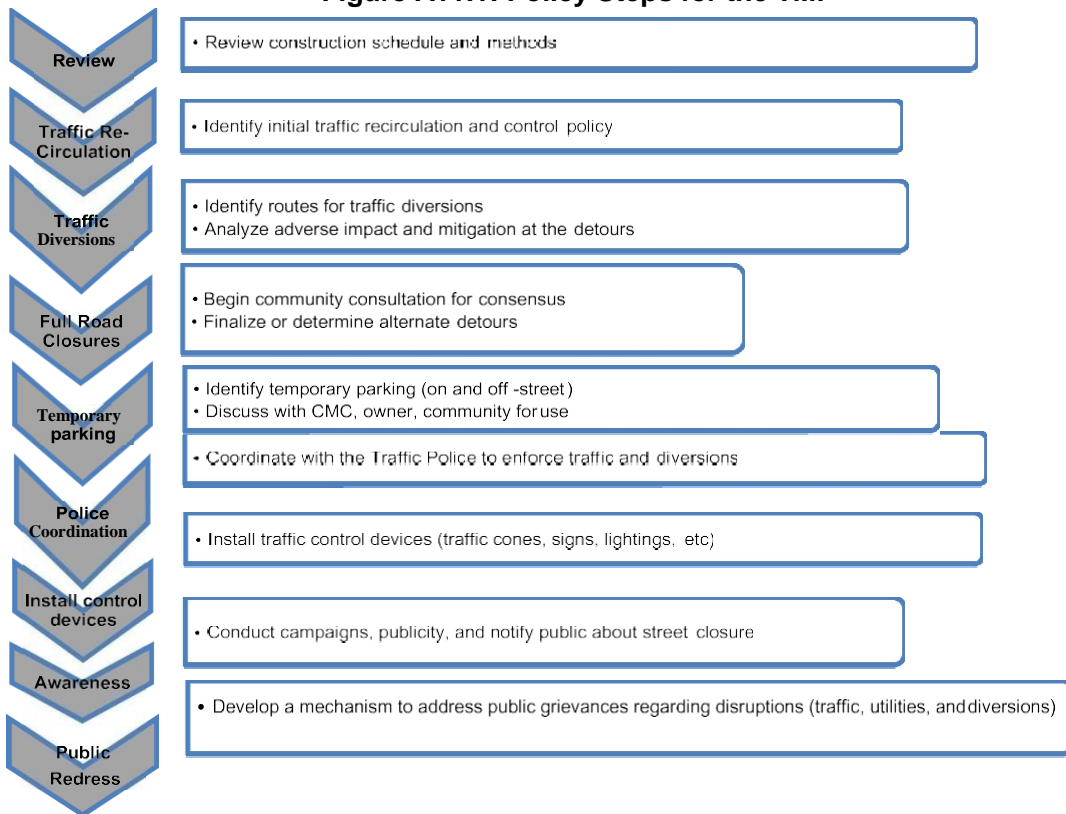 Figure Policy Steps for the
Review
• Review construction schedule and methods
Traffic Re-
Circulation
• Identify initial traffic recirculation and control policy
Traffic
Diversions
• Identify routes for traffic diversions
• Analyze adverse impact and mitigation at the detours
Full Road
Closures
• Begin community consultation for consensus
• Finalize or determine alternate detours
Temporary
parking
• Identify temporary parking (on and off -street)
• Discuss with CMC, owner, community for use
Police
Coordination
• Coordinate with the Traffic Police to enforce traffic and diversions
Install control
devices
• Install traffic control devices (traffic cones, signs, lightings, etc)
Awareness
• Conduct campaigns, publicity, and notify public about street closure
Public
Redress
• Develop a mechanism to address public grievances regarding disruptions (traffic, utilities, and diversions)